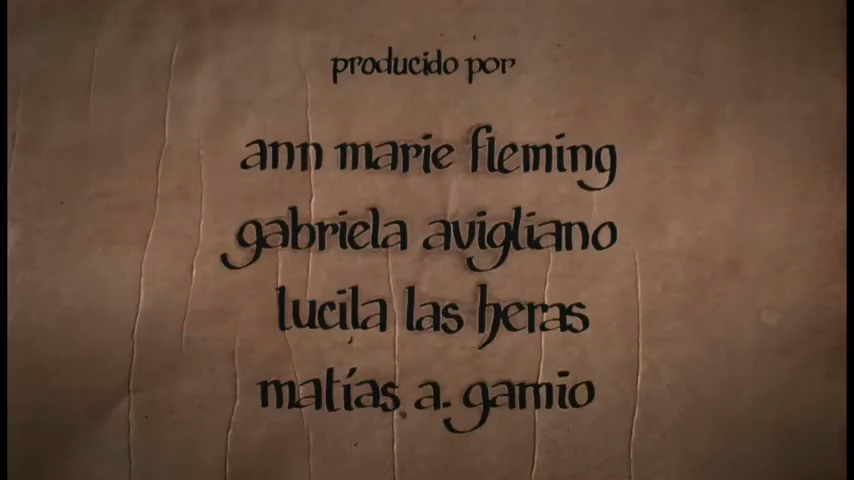 producido por
ann marie fleming
gabriela avigliano
lucila las heras
matías a. gamio